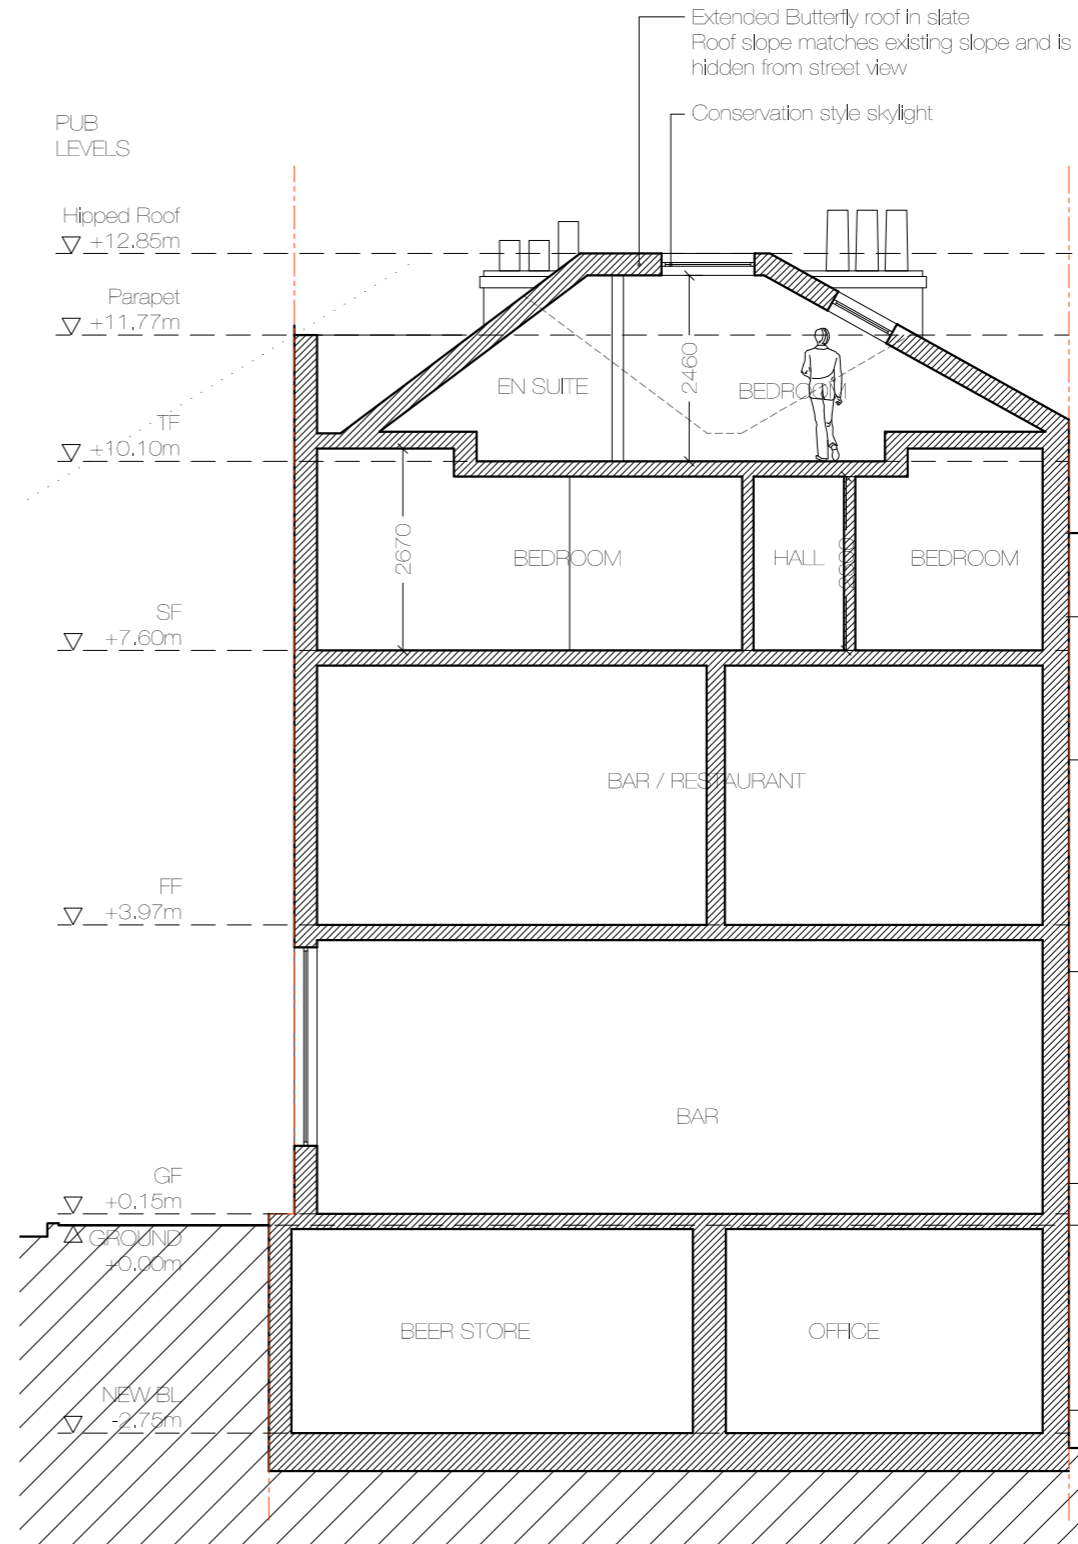 Extended Butterfly roof in slate
Roof slope matches existing slope and is
hidden from street view
Conservation style skylight
PUB
LEVELS
Hipped Roof
+12.85m
Parapet
+11.77m
EN SUITE
2460
BEDROOM
TF
+10.10m
2670
BEDROOM
HALL
BEDROOM
SF
+7.60m
BAR / RESTAURANT
FF
+3.97m
BAR
GF
+0.15m
GROUND
+0.00m
BEER STORE
OFFICE
NEW BL
-2.75m